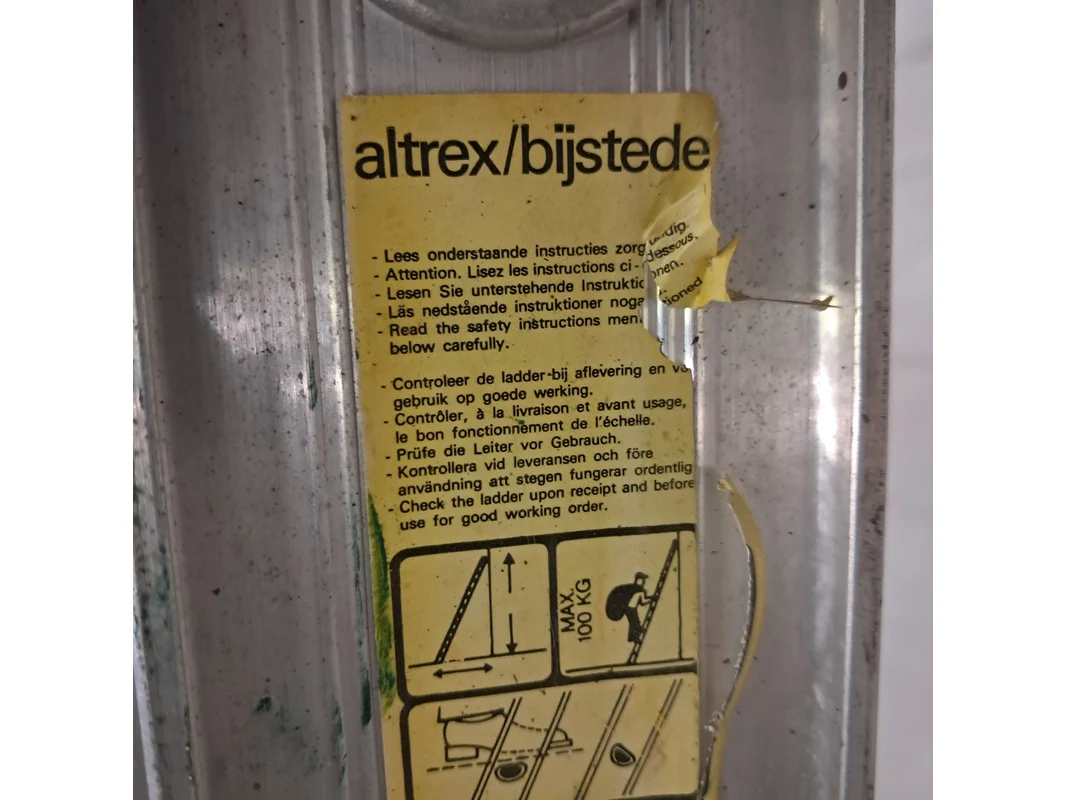 altrex/bijstede
- Lees onderstaande instructies zorg
- Attention. Lisez les instructions ci-dessous.
- Lesen Sie unterstehende Instruktionen.
- Läs nedstående instruktioner noga
- Read the safety instructions mentioned
below carefully.
- Controleer de ladder bij aflevering en
gebruik op goede werking.
- Contrôler, à la livraison et avant usage,
le bon fonctionnement de l'échelle.
- Prüfe die Leiter vor Gebrauch.
- Kontrollera vid leveransen och före
användning att stegen fungerar ordentlig
- Check the ladder upon receipt and before
use for good working order.
MAX.
100 KG